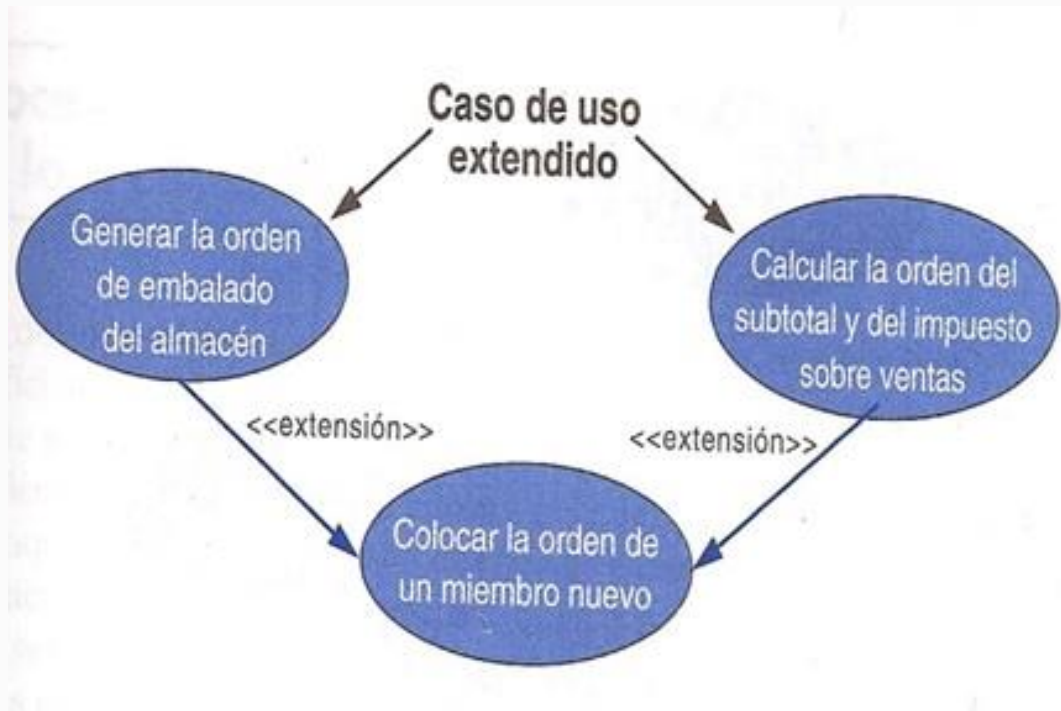 Caso de uso
extendido
Generar la orden
de embalado
del almacén
Calcular la orden del
subtotal y del impuesto
sobre ventas
<<extensión>>
<<extensión>>
Colocar la orden de
un miembro nuevo